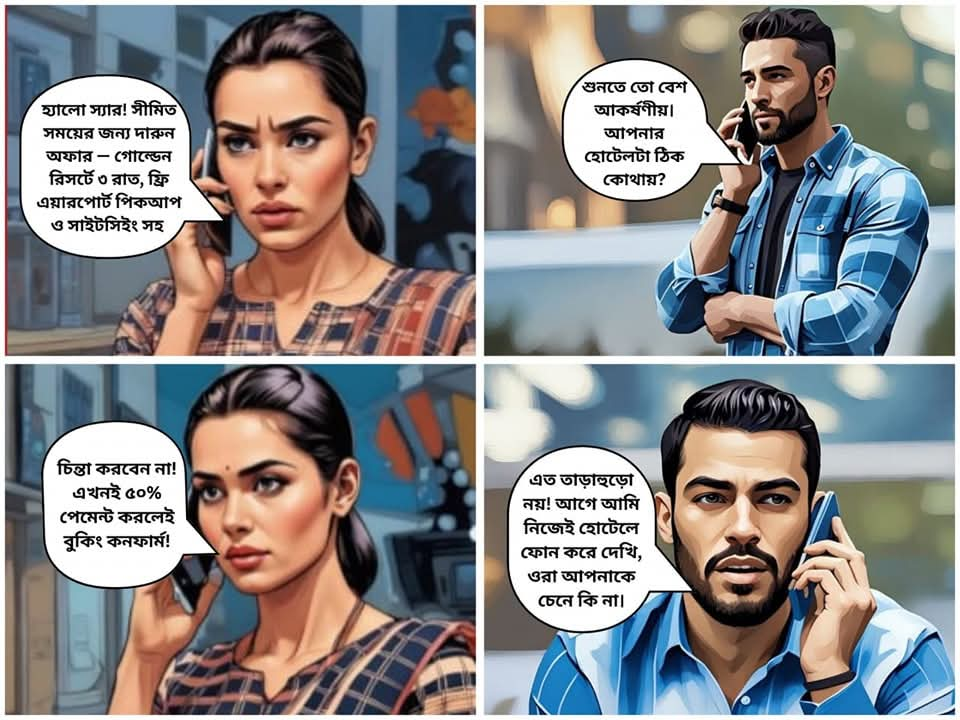 হ্যালো স্যার! সীমিত
সময়ের জন্য দারুন
অফার – গোল্ডেন
রিসর্টে ৩ রাত, ফ্রি
এয়ারপোর্ট পিকআপ
ও সাইটসিইং সহ
শুনতে তো বেশ
আকর্ষণীয়।
আপনার
হোটেলটা ঠিক
কোথায়?
চিন্তা করবেন না!
এখনই ৫০%
পেমেন্ট করলেই
বুকিং কনফার্ম!
এত তাড়াহুড়ো
নয়! আগে আমি
নিজেই হোটেলে
ফোন করে দেখি,
ওরা আপনাকে
চেনে কি না।